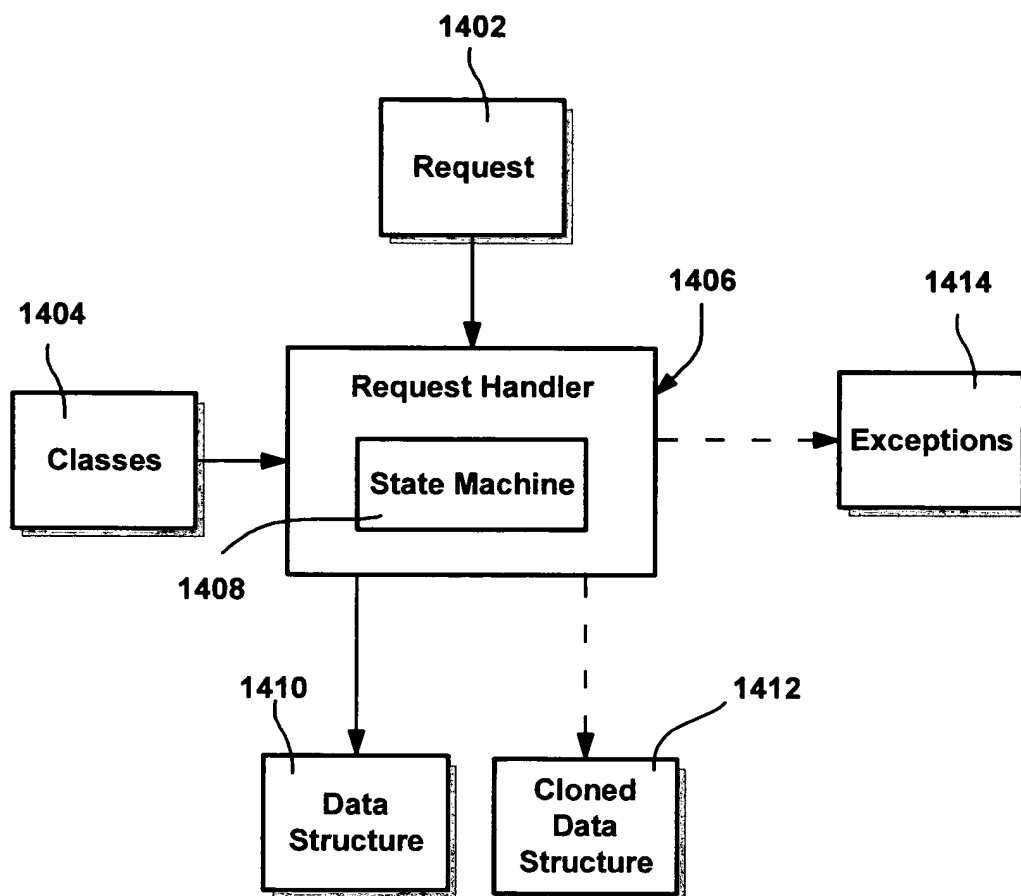 1402
Request
1404
1406
1414
Request Handler
Classes
Exceptions
State Machine
1408
1410
1412
Data
Structure
Cloned
Data
Structure